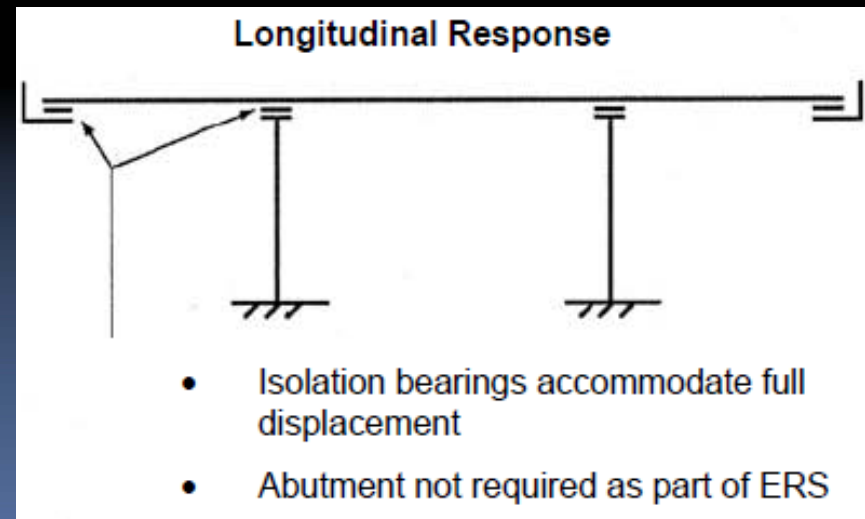 Longitudinal Response
• Isolation bearings accommodate full
displacement
• Abutment not required as part of ERS